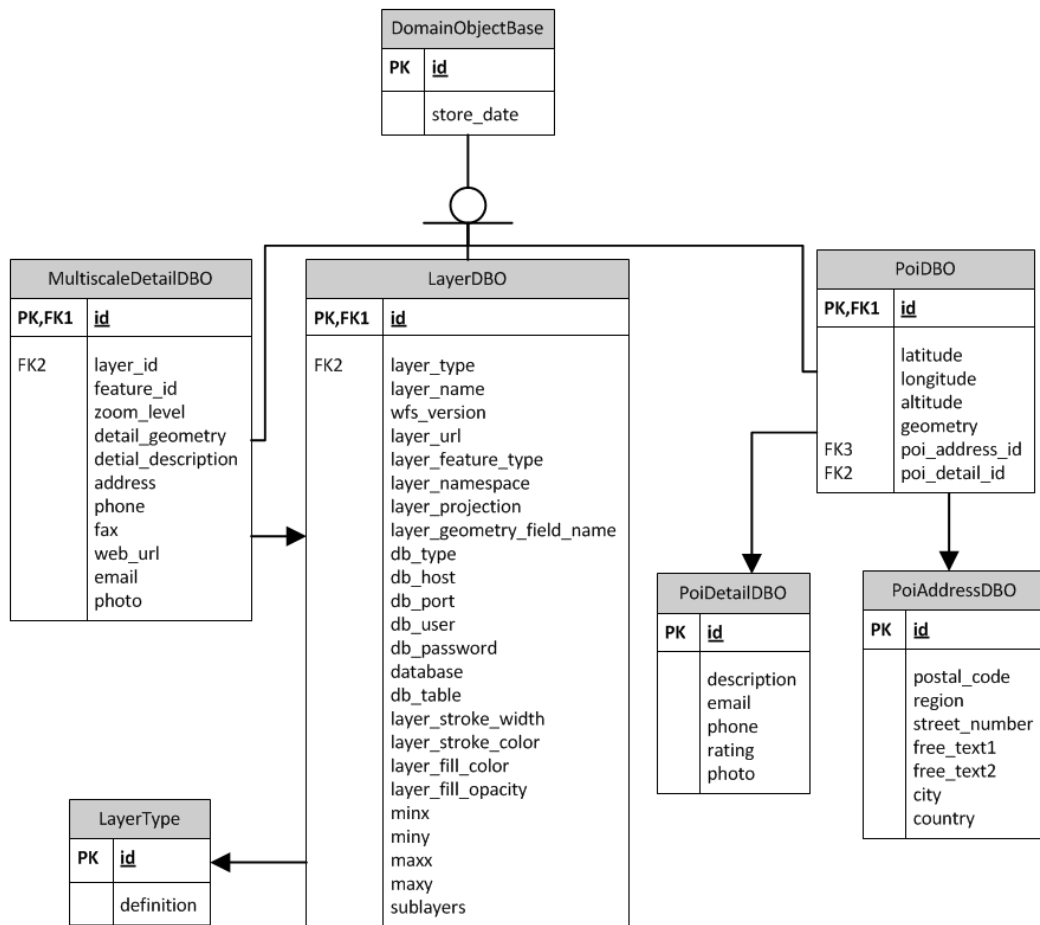 DomainObjectBase
PK id
store_date
MultiscaleDetailDBO
PK,FK1 id
FK2 layer_id
feature_id
zoom_level
detail_geometry
detial_description
address
phone
fax
web_url
email
photo
LayerDBO
PK,FK1 id
FK2 layer_type
layer_name
wfs_version
layer_url
layer_feature_type
layer_namespace
layer_projection
layer_geometry_field_name
db_type
db_host
db_port
db_user
db_password
database
db_table
layer_stroke_width
layer_stroke_color
layer_fill_color
layer_fill_opacity
minx
miny
maxx
maxy
sublayers
PoiDBO
PK,FK1 id
latitude
longitude
altitude
geometry
FK3 poi_address_id
FK2 poi_detail_id
PoiDetailDBO
PK id
description
email
phone
rating
photo
PoiAddressDBO
PK id
postal_code
region
street_number
free_text1
free_text2
city
country
LayerType
PK id
definition